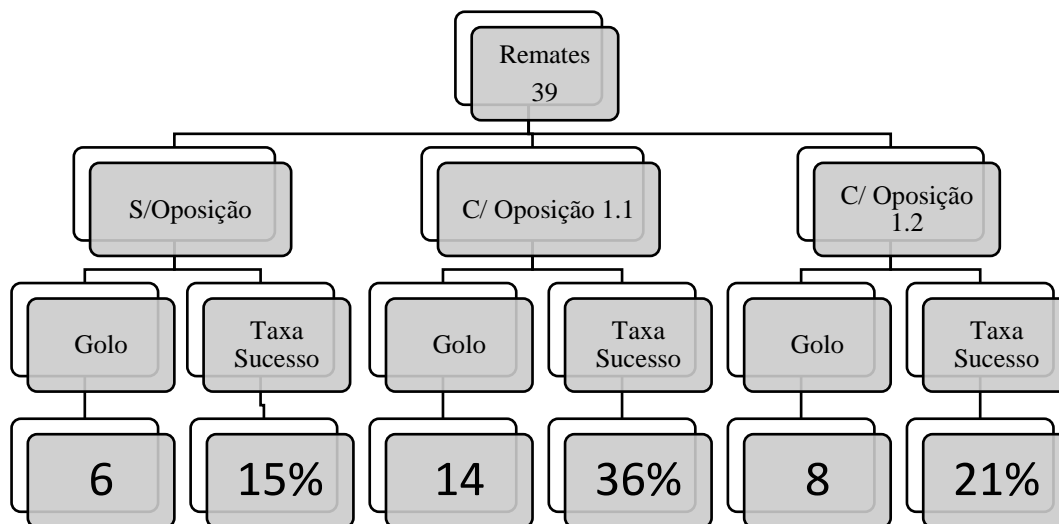 Remates
39
S/Oposição
C/ Oposição 1.1
C/ Oposição
1.2
Golo
Taxa
Sucesso
Golo
Taxa
Sucesso
Golo
Taxa
Sucesso
6
15%
14
36%
8
21%